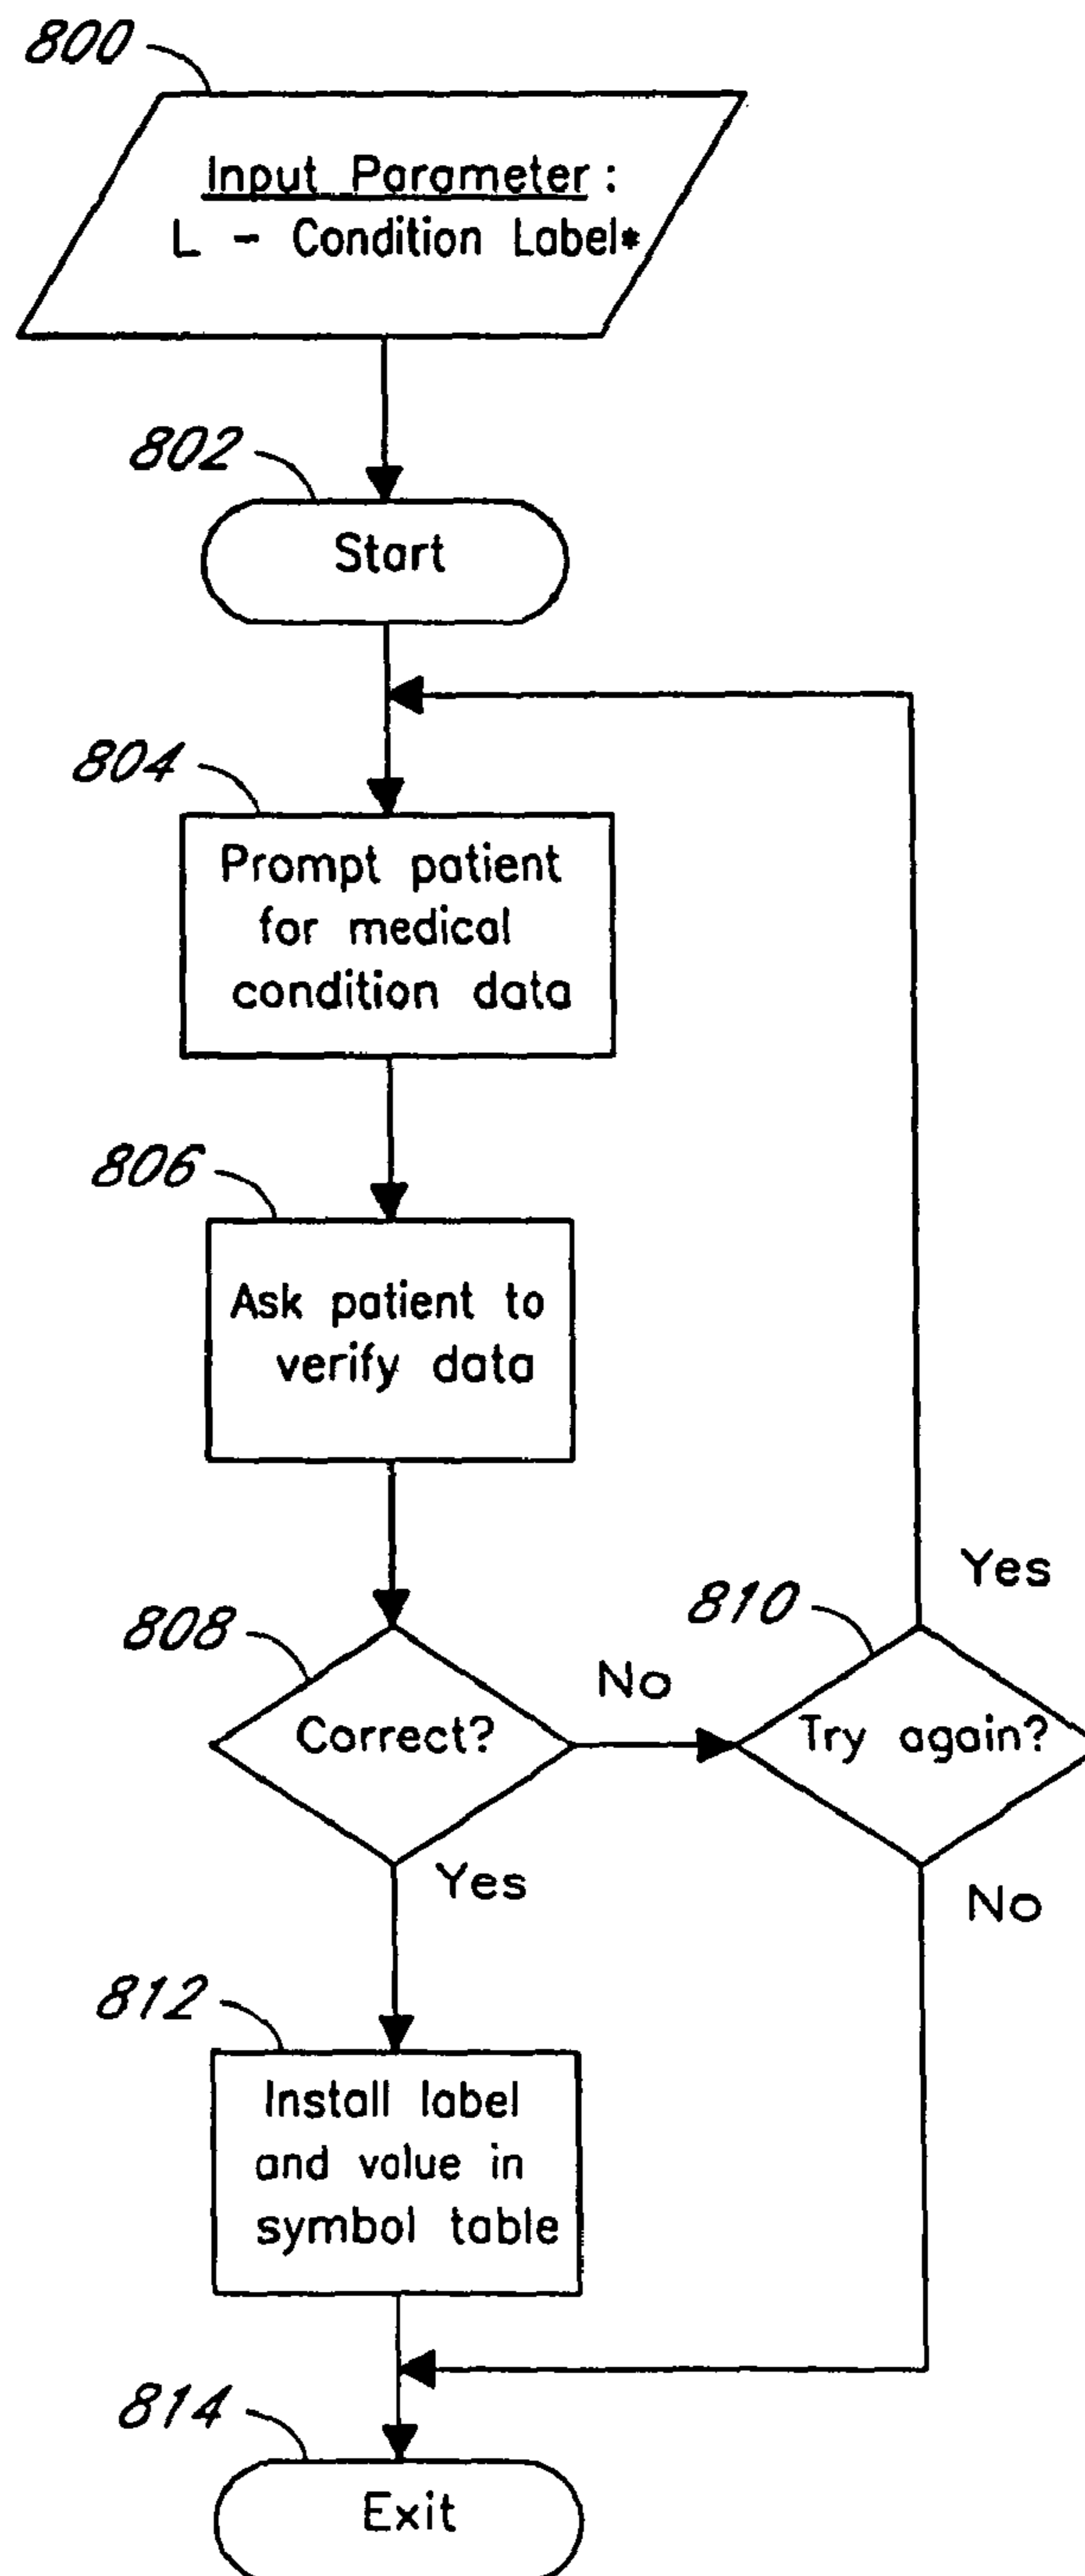 800
Input Parameter:
L - Condition Label*
802
Start
804
Prompt patient
for medical
condition data
806
Ask patient to
verify data
808
Correct?
No
810
Try again?
Yes
No
Yes
812
Install label
and value in
symbol table
814
Exit